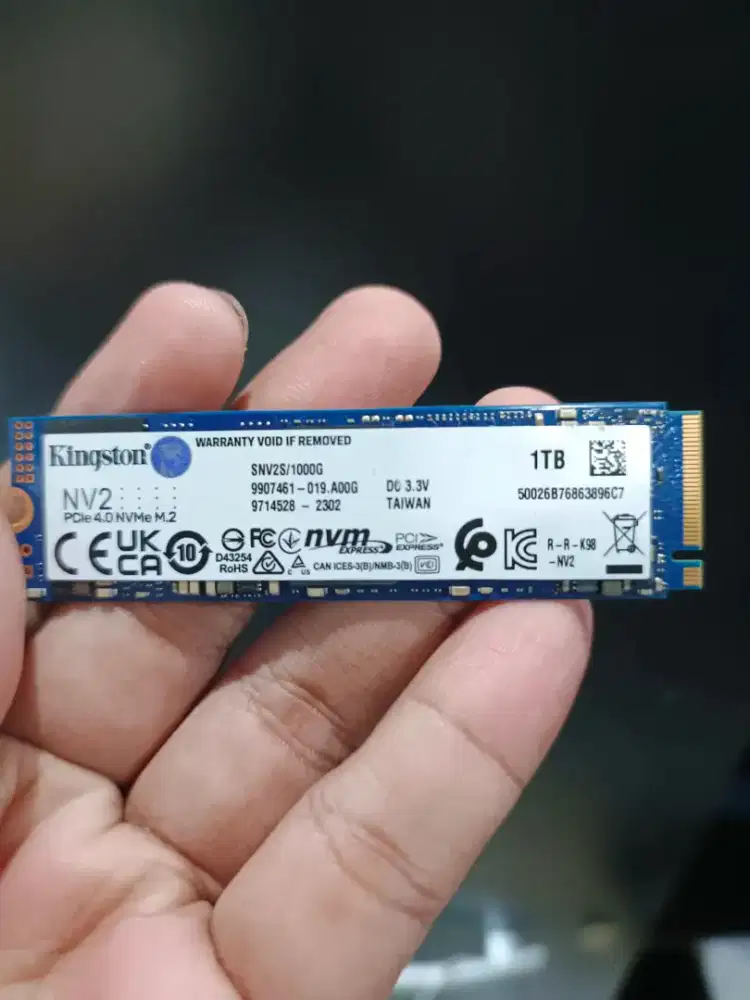 Kingston®
WARRANTY VOID IF REMOVED
SNV2S/1000G
1TB
9907461-019.A00G
DC 3.3V
50026B76863896C7
9714528 - 2302
TAIWAN
NV2
PCIe 4.0 NVMe M.2
CE
UK
CA
10
D43254
RoHS
FC
nvm
EXPRESS
PCI
EXPRESS®
CAN ICES-3(B)/NMB-3(B)
US
R-R-K98
-NV2